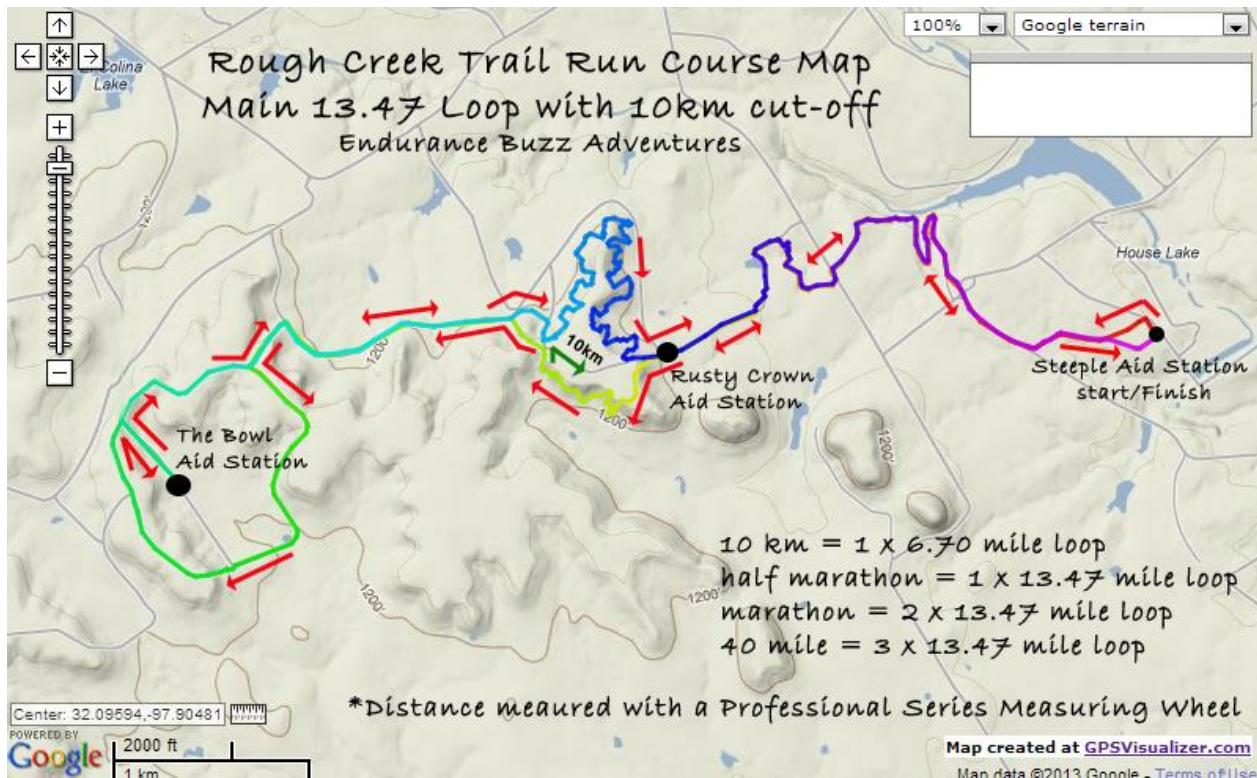 100%
Google terrain
Colina
Lake
Rough Creek Trail Run Course Map
Main 13.47 Loop with 10km cut-off
Endurance Buzz Adventures
1200'
House Lake
1200'
10km
Steeple Aid Station
start/Finish
Rusty Crown
Aid Station
1200'
The Bowl
Aid Station
1200'
10 km = 1 x 6.70 mile loop
half marathon = 1 x 13.47 mile loop
marathon = 2 x 13.47 mile loop
40 mile = 3 x 13.47 mile loop
1200'
1200'
*Distance meaured with a Professional Series Measuring Wheel
Center: 32.09594,-97.90481
POWERED BY
Google
2000 ft
1 km
Map created at GPSVisualizer.com
Map data ©2013 Google - Terms of Use